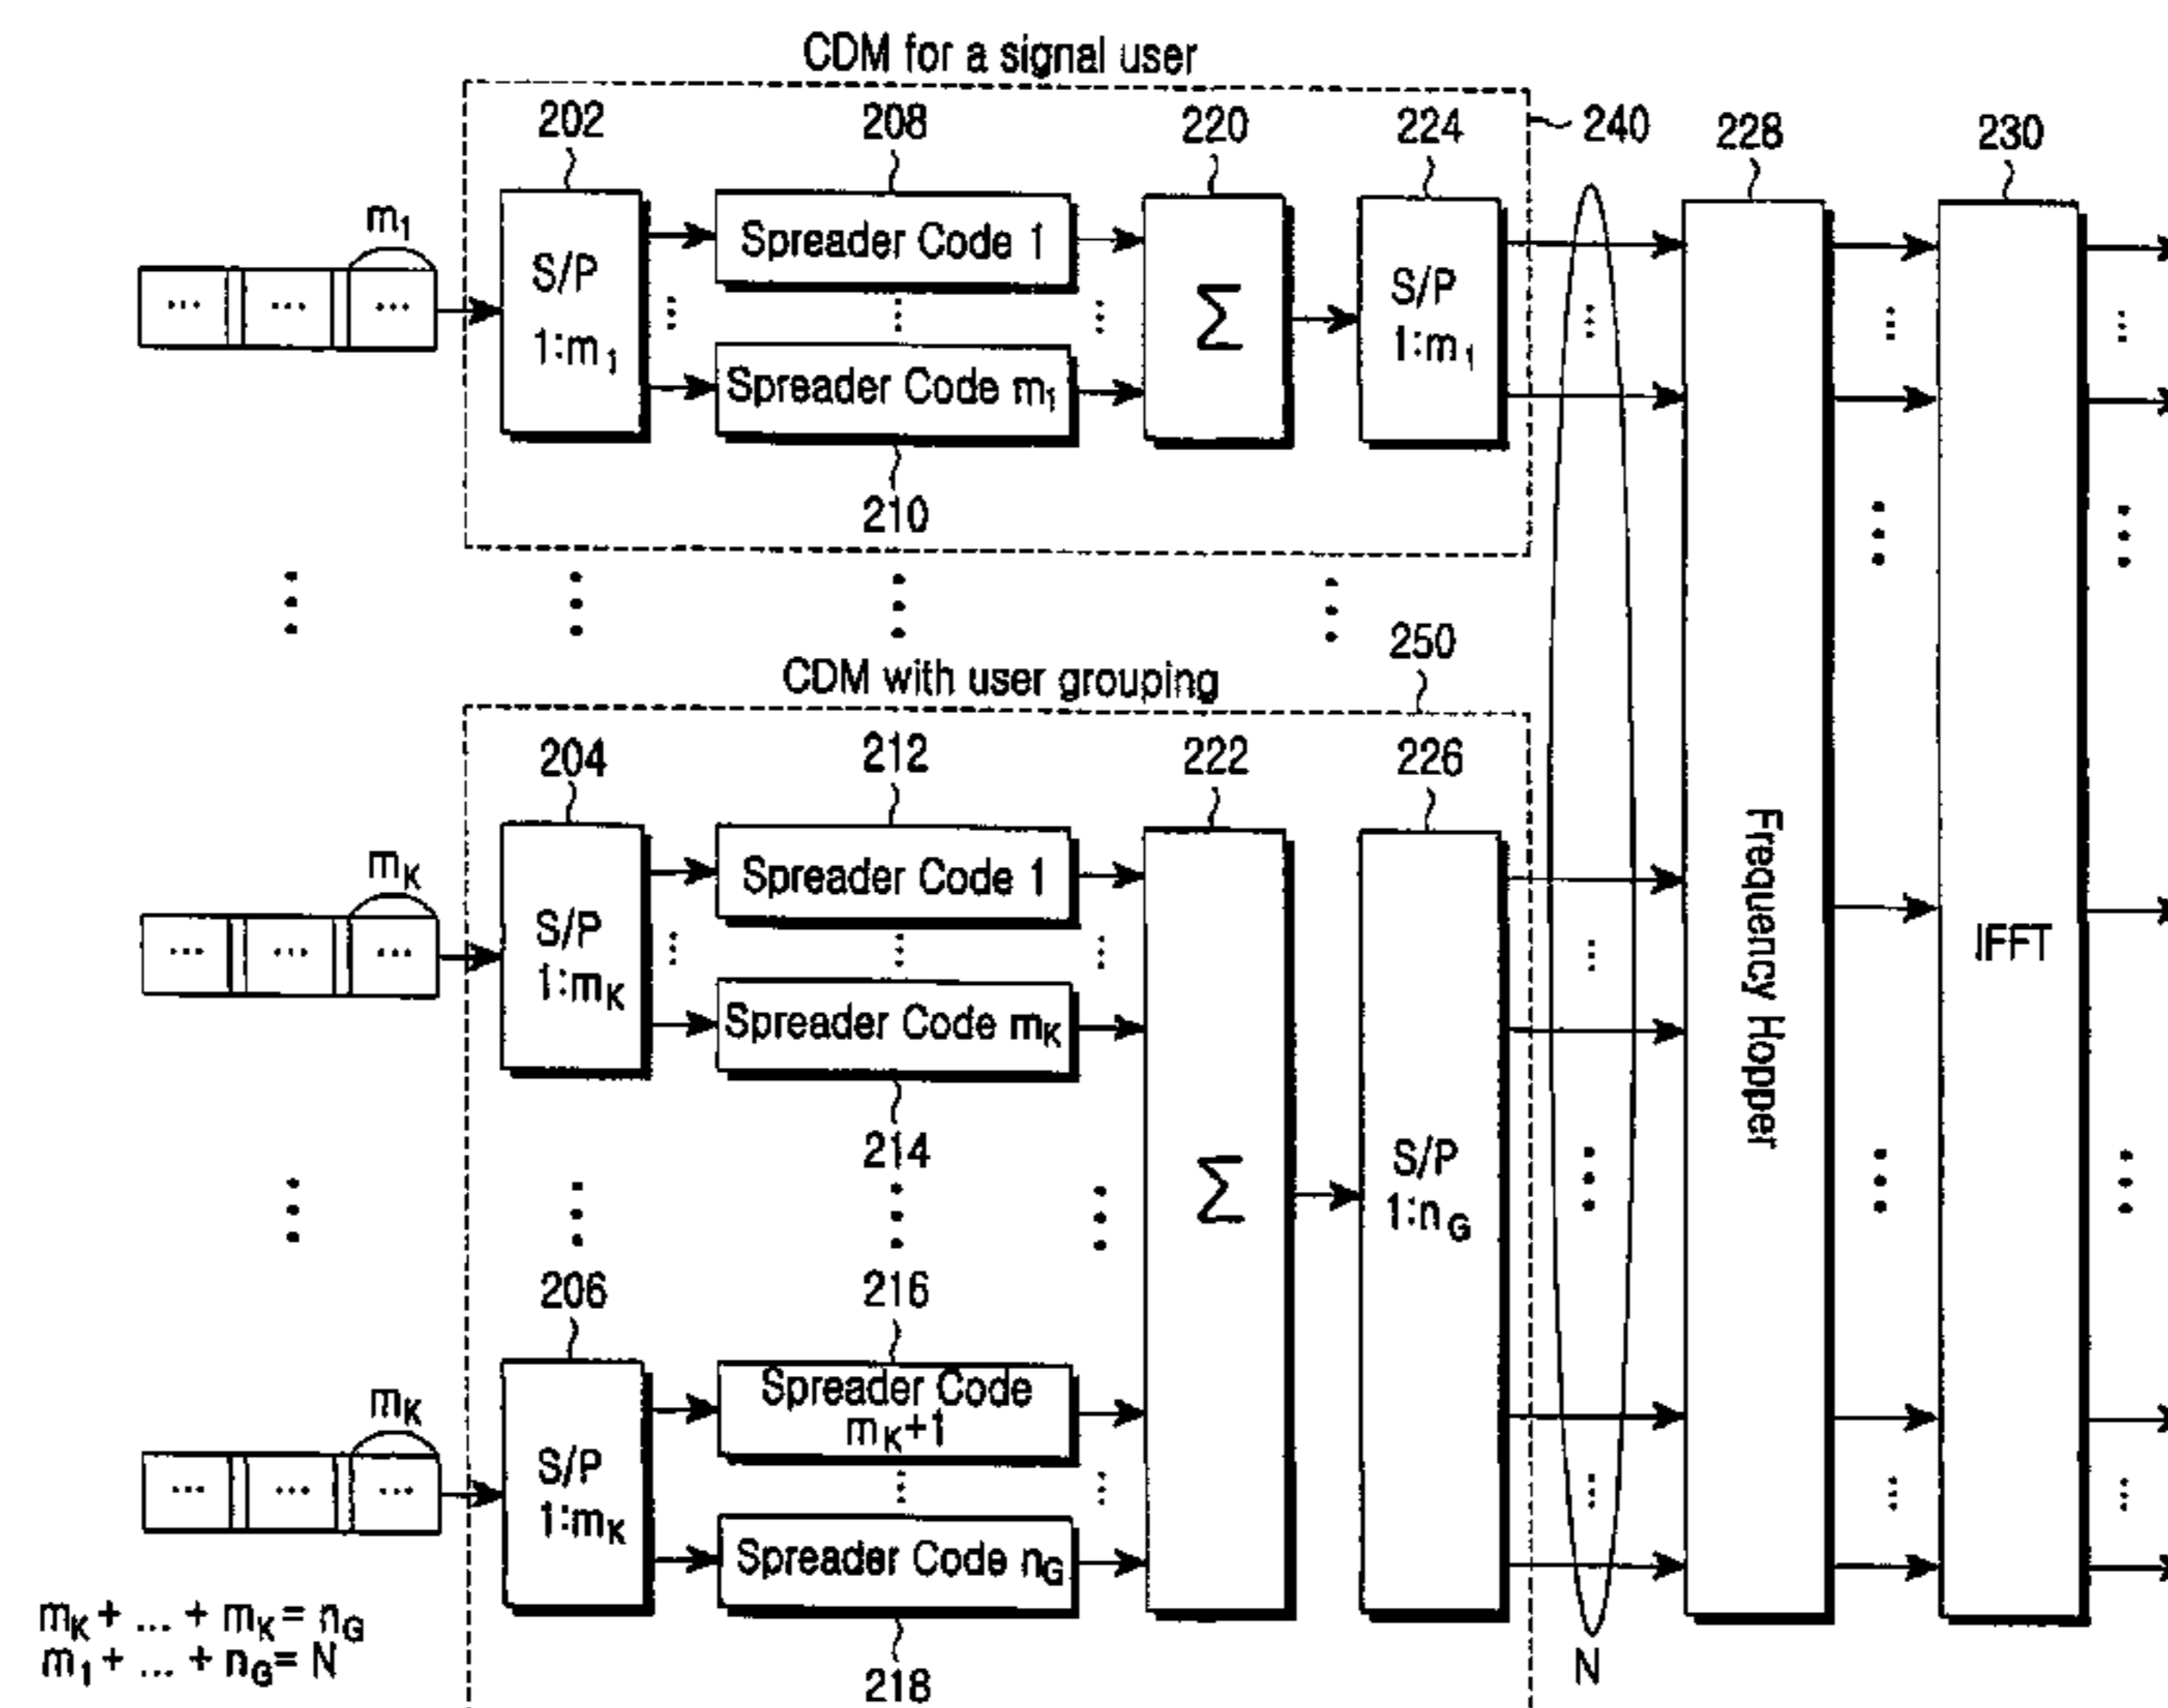 CDM for a signal user
202 208 220 224 240 228 230
m1
S/P
1:m1
Spreader Code 1
...
Spreader Code m1
Σ
S/P
1:m1
210
CDM with user grouping
250
204 212 222 226
mK
S/P
1:mK
Spreader Code 1
...
Spreader Code mK
214
Σ
S/P
1:nG
Frequency Hopper
IFFT
206 216
mK
S/P
1:mK
Spreader Code
mK+1
...
Spreader Code nG
218
N
mK + ... + mK = nG
m1 + ... + nG = N